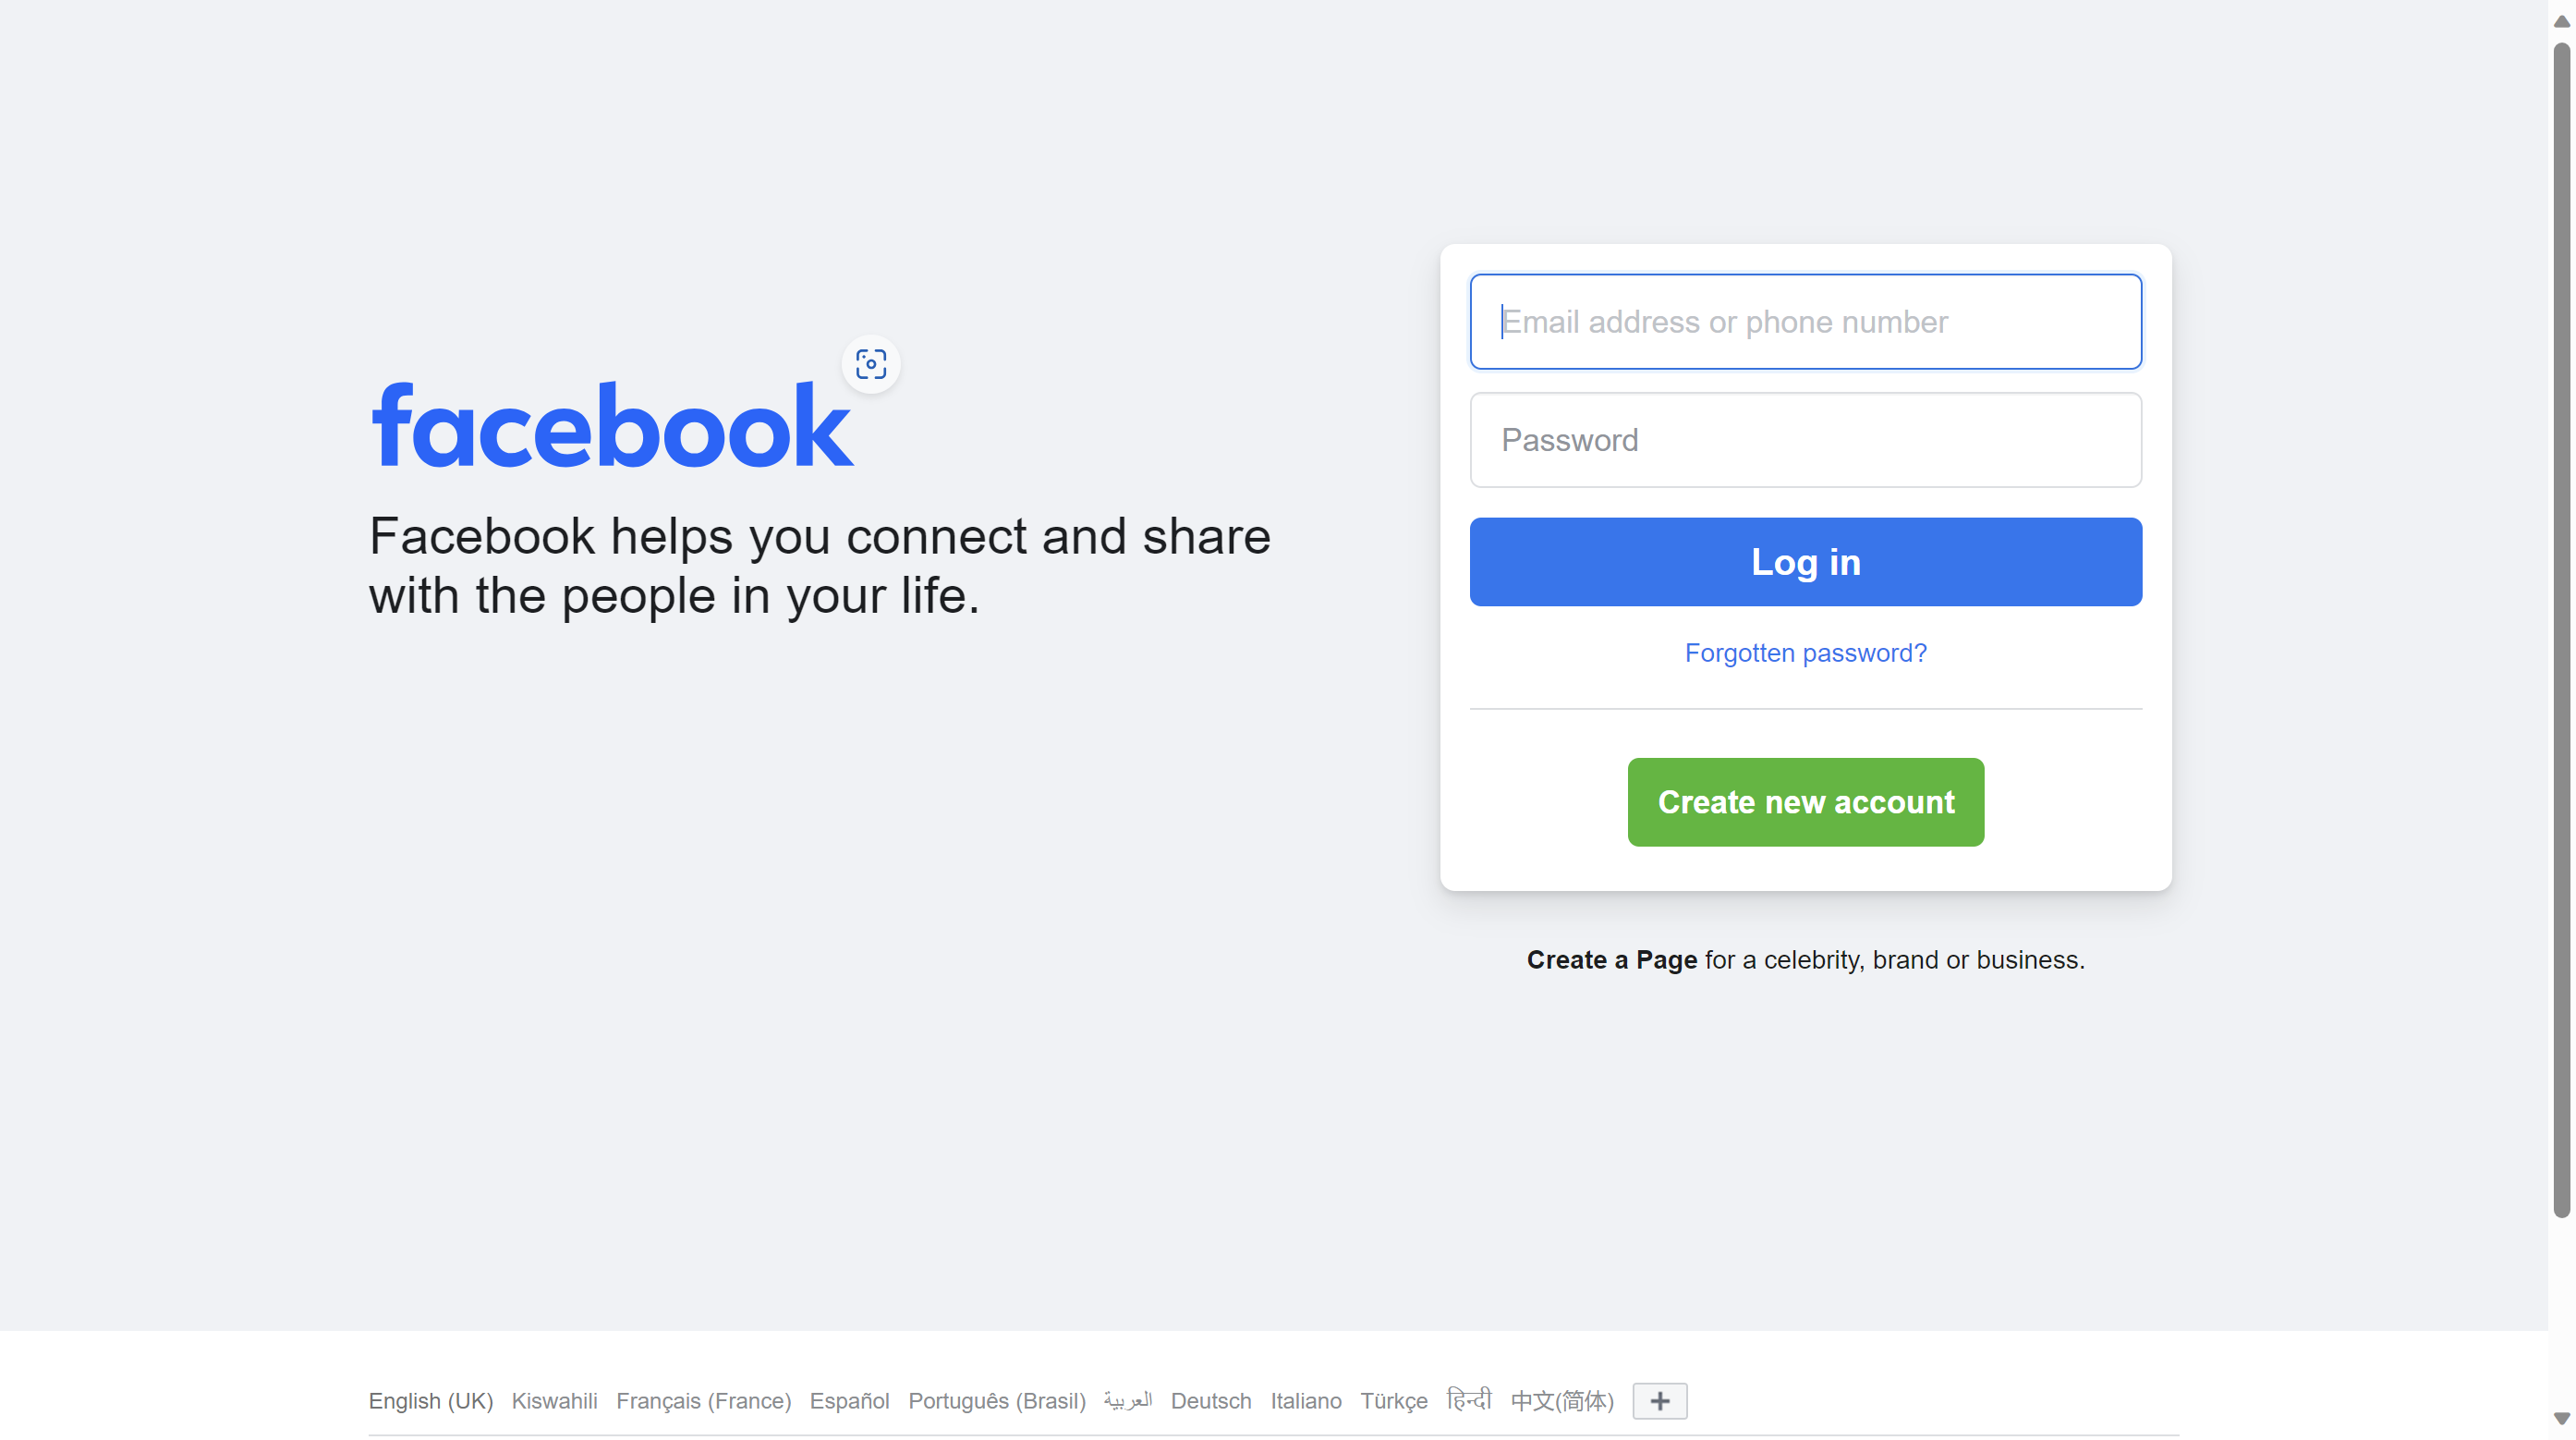 facebook
Facebook helps you connect and share
with the people in your life.
Email address or phone number
Password
Log in
Forgotten password?
Create new account
Create a Page for a celebrity, brand or business.
English (UK) Kiswahili Français (France) Español Português (Brasil) العربية Deutsch Italiano Türkçe हिन्दी 中文(简体) +